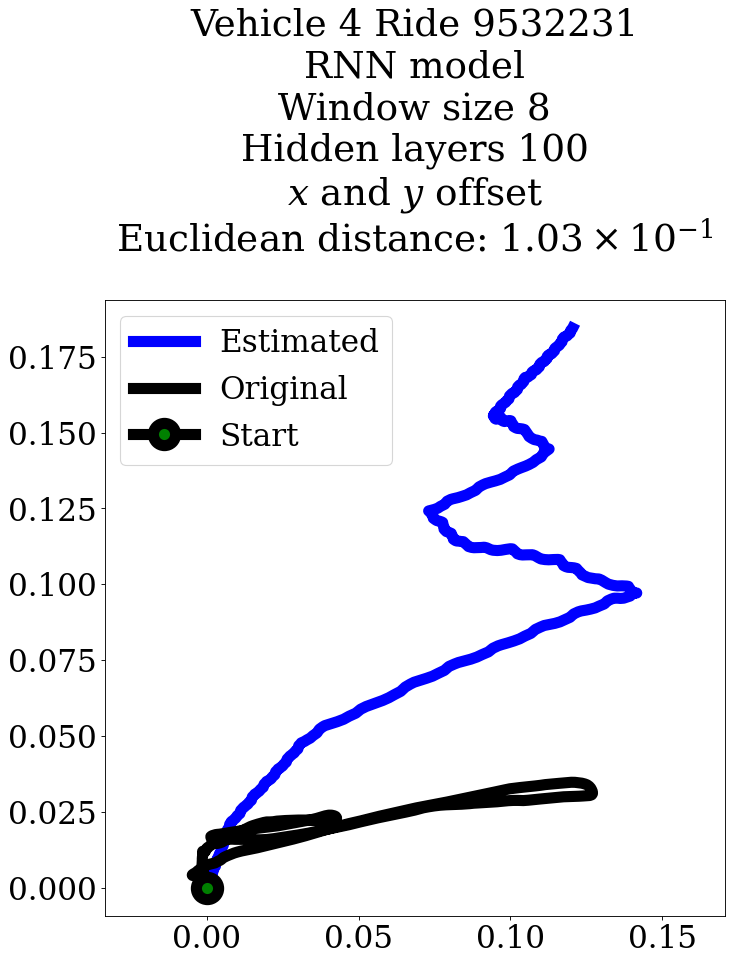 Vehicle 4 Ride 9532231
RNN model
Window size 8
Hidden layers 100
x and y offset
Euclidean distance: 1.03 × 10⁻¹
Estimated
Original
Start
0.175
0.150
0.125
0.100
0.075
0.050
0.025
0.000
0.00 0.05 0.10 0.15